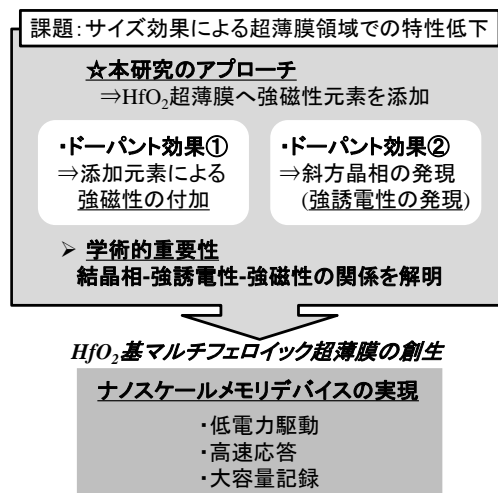 課題：サイズ効果による超薄膜領域での特性低下
☆本研究のアプローチ
⇒HfO₂超薄膜へ強磁性元素を添加
・ドーパント効果①
⇒添加元素による
強磁性の付加
・ドーパント効果②
⇒斜方晶相の発現
(強誘電性の発現)
➢ 学術的重要性
結晶相-強誘電性-強磁性の関係を解明
HfO₂基マルチフェロイック超薄膜の創生
ナノスケールメモリデバイスの実現
・低電力駆動
・高速応答
・大容量記録